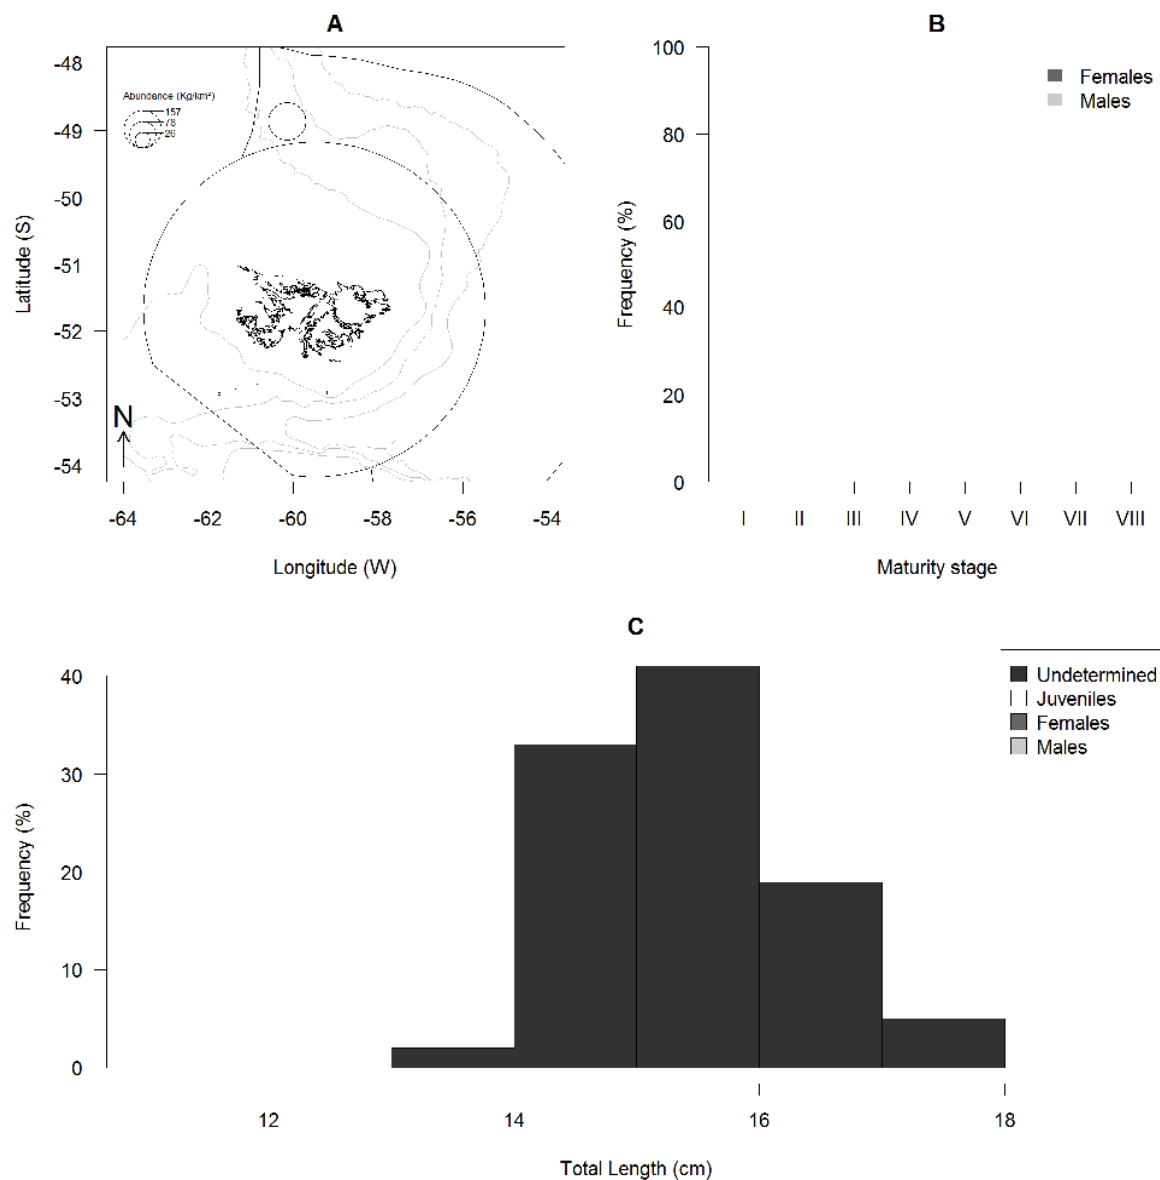 A
-48
-49
-50
-51
-52
-53
-54
Latitude (S)
Abundance (Kg/km²)
157
78
26
N
-64
-62
-60
-58
-56
-54
Longitude (W)
B
100
80
60
40
20
0
Frequency (%)
Females
Males
I
II
III
IV
V
VI
VII
VIII
Maturity stage
C
40
30
20
10
0
Frequency (%)
Undetermined
Juveniles
Females
Males
12
14
16
18
Total Length (cm)